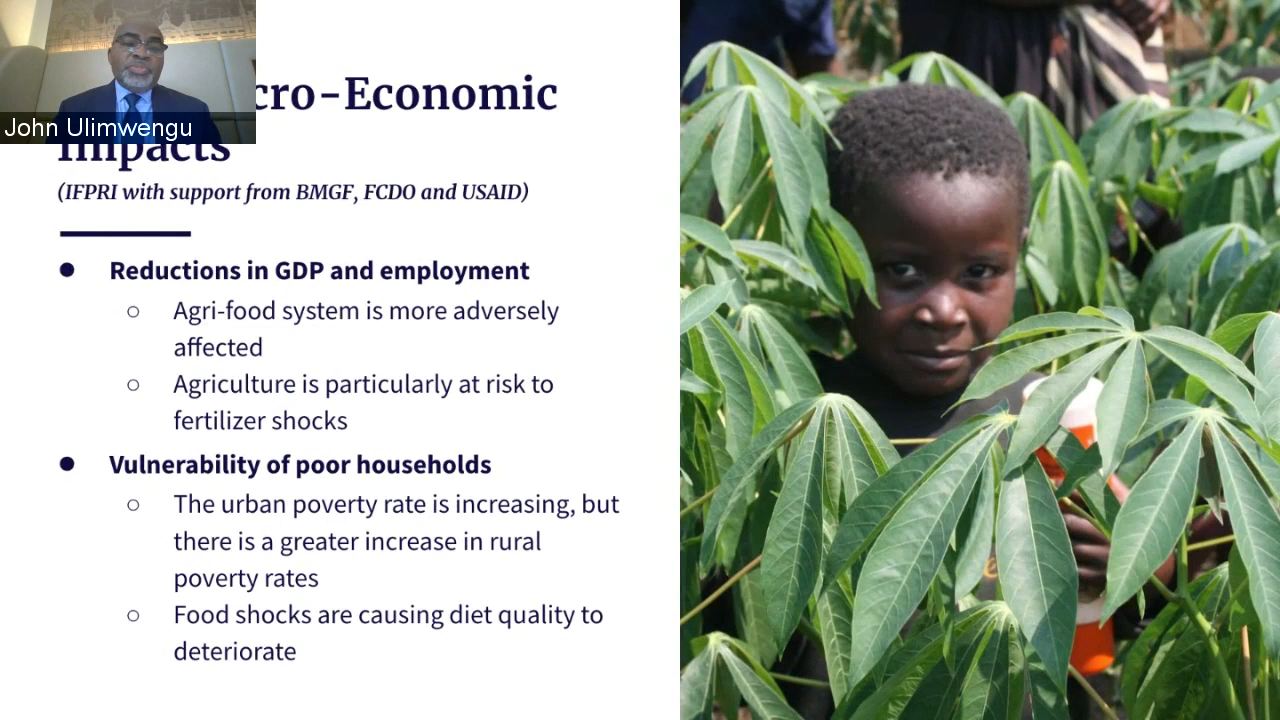 John Ulimwengu
cro-Economic
Impacts
(IFPRI with support from BMGF, FCDO and USAID)
● Reductions in GDP and employment
○ Agri-food system is more adversely
affected
○ Agriculture is particularly at risk to
fertilizer shocks
● Vulnerability of poor households
○ The urban poverty rate is increasing, but
there is a greater increase in rural
poverty rates
○ Food shocks are causing diet quality to
deteriorate